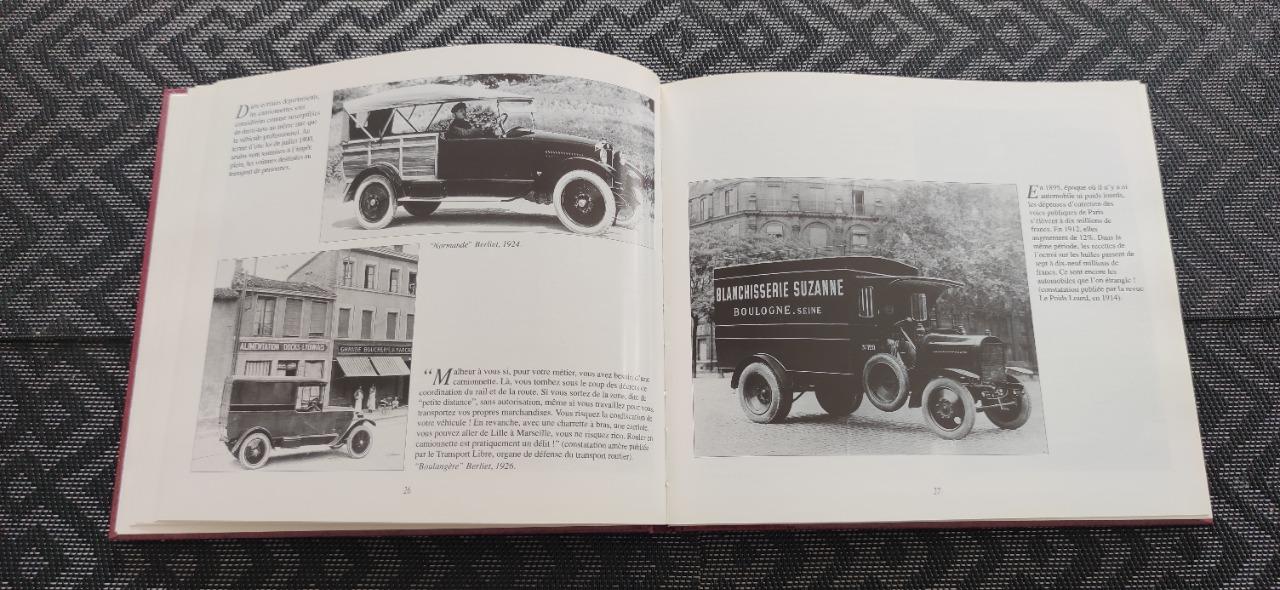 Dans certains départements,
les camionnettes sont
considérées comme susceptibles
de
la véhicule professionnel. Au
terme d'une loi de juillet 1900,
seules sont soumises à l'impôt
plein, les voitures destinées au
transport de personnes.
"Normande" Berliet, 1924.
ALIMENTATION DOCKS LYONNAIS
GRANDE BOUCHERIE
"Malheur à vous si, pour votre métier, vous avez besoin d'une
camionnette. Là, vous tombez sous le coup des décrets de
coordination du rail et de la route. Si vous sortez de la zone, dite de
"petite distance", sans autorisation, même si vous travaillez pour vous,
transportez vos propres marchandises. Vous risquez la confiscation de
votre véhicule ! En revanche, avec une charrette à bras, une carriole,
vous pouvez aller de Lille à Marseille, vous ne risquez rien. Rouler en
camionnette est pratiquement un délit !" (constatation amère publiée
par le Transport Libre, organe de défense du transport routier).
"Boulangère" Berliet, 1926.
26
BLANCHISSERIE SUZANNE
BOULOGNE.SEINE
En 1895, époque où il n'y a ni
automobile ni poids lourds,
les dépenses d'entretien des
voies publiques de Paris
s'élèvent à dix millions de
francs. En 1912, elles
augmentent de 12%. Dans la
même période, les recettes de
l'octroi sur les huiles passent de
sept à dix-neuf millions de
francs. Ce sont encore les
automobiles que l'on étrangle !
(constatation publiée par la revue
Le Poids Lourd, en 1914).
27